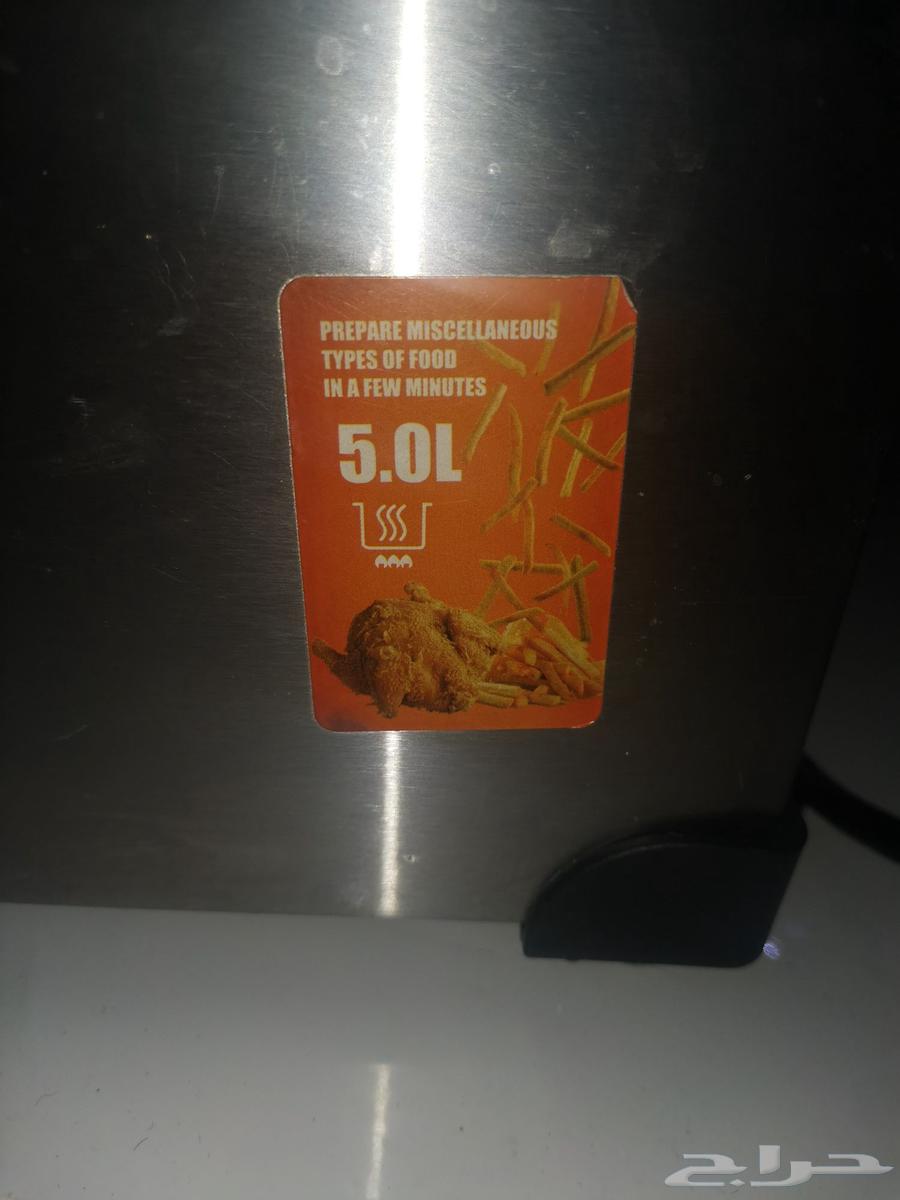 PREPARE MISCELLANEOUS
TYPES OF FOOD
IN A FEW MINUTES
5.0L
حراج